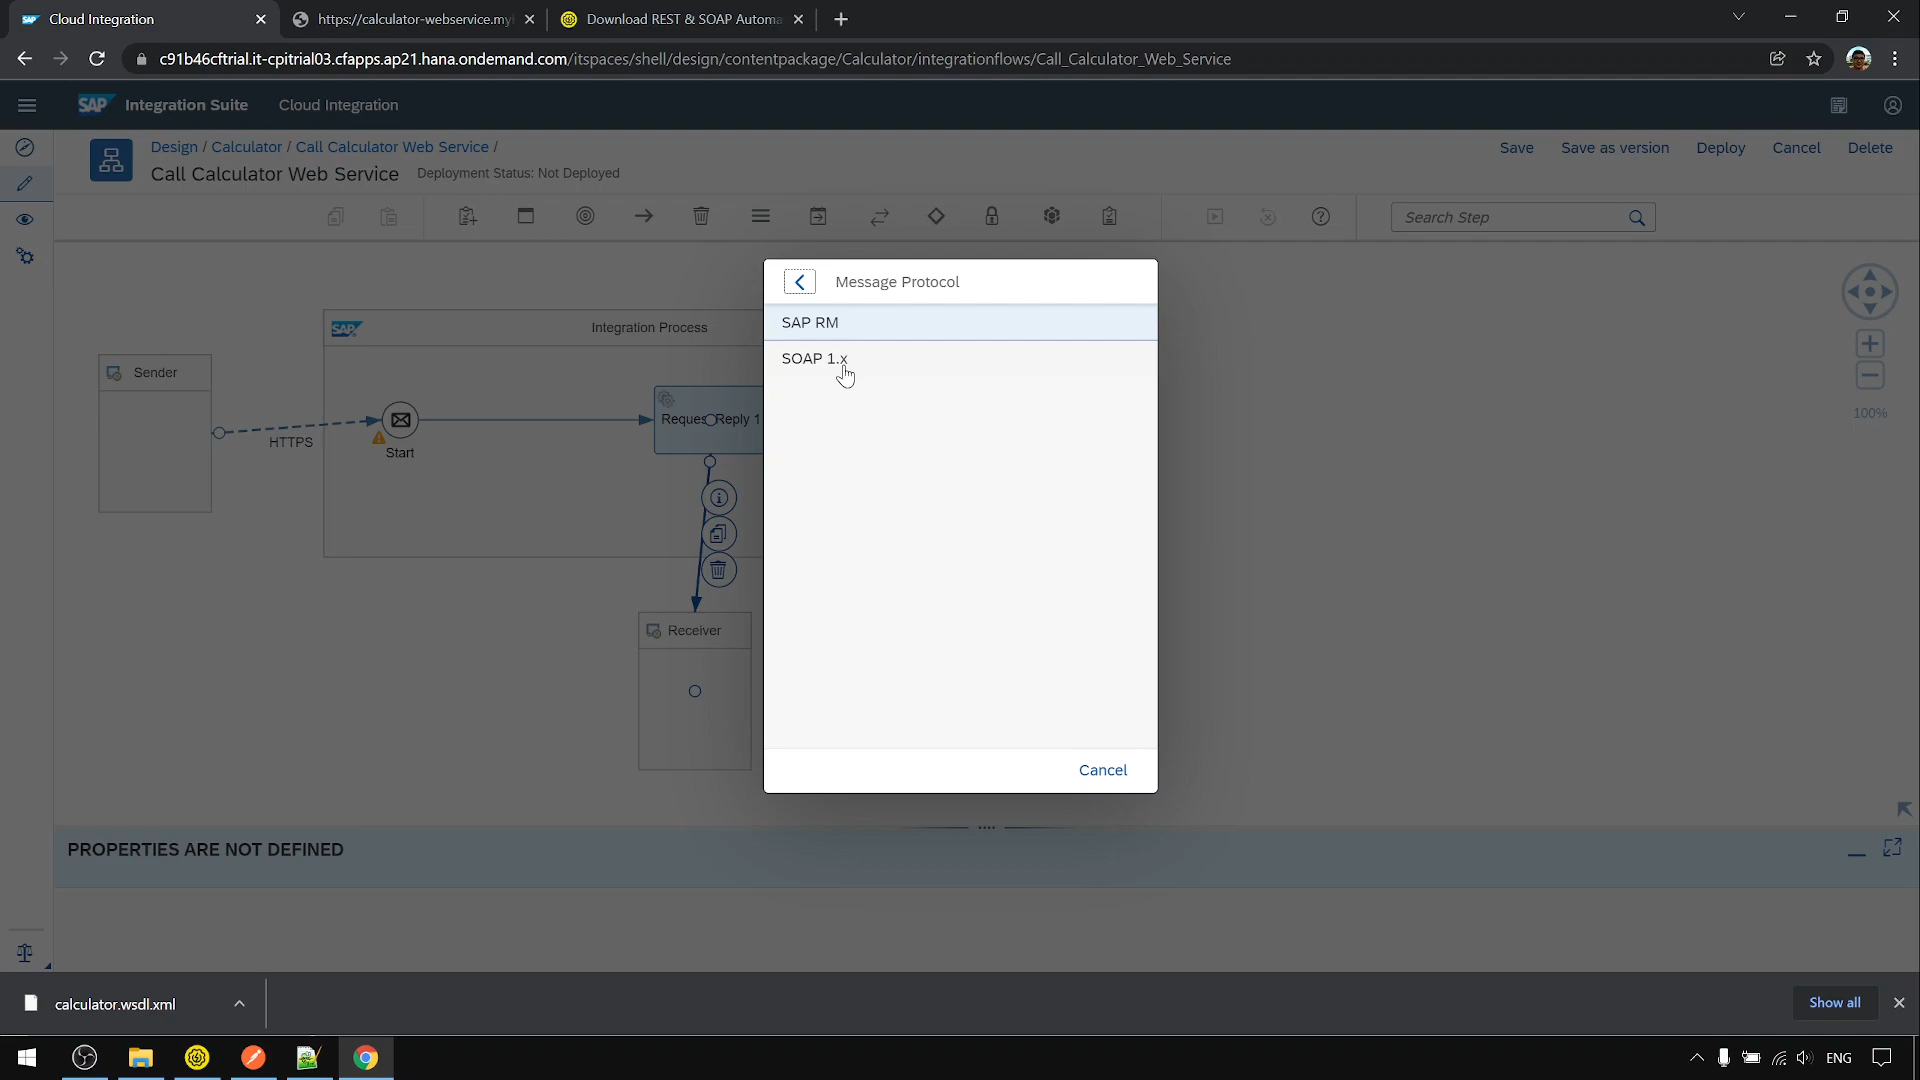 Cloud Integration
https://calculator-webservice.myl
Download REST & SOAP Automa
c91b46cftrial.it-cpitrial03.cfapps.ap21.hana.ondemand.com/itspaces/shell/design/contentpackage/Calculator/integrationflows/Call_Calculator_Web_Service
SAP Integration Suite Cloud Integration
Design / Calculator / Call Calculator Web Service /
Save Save as version Deploy Cancel Delete
Call Calculator Web Service Deployment Status: Not Deployed
Search Step
Message Protocol
SAP RM
SOAP 1.x
Cancel
SAP Integration Process
Sender
HTTPS
Start
Request Reply 1
Receiver
100%
PROPERTIES ARE NOT DEFINED
calculator.wsdl.xml
Show all
ENG